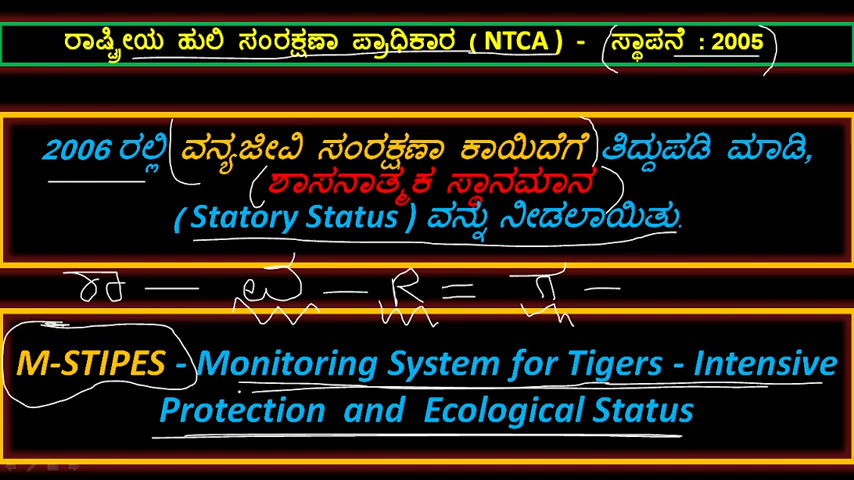 ರಾಷ್ಟ್ರೀಯ ಹುಲಿ ಸಂರಕ್ಷಣಾ ಪ್ರಾಧಿಕಾರ ( NTCA ) - ಸ್ಥಾಪನೆ : 2005
2006 ರಲ್ಲಿ ವನ್ಯಜೀವಿ ಸಂರಕ್ಷಣಾ ಕಾಯಿದೆಗೆ ತಿದ್ದುಪಡಿ ಮಾಡಿ,
ಶಾಸನಾತ್ಮಕ ಸ್ಥಾನಮಾನ
( Statory Status ) ವನ್ನು ನೀಡಲಾಯಿತು.
M-STIPES - Monitoring System for Tigers - Intensive
Protection and Ecological Status